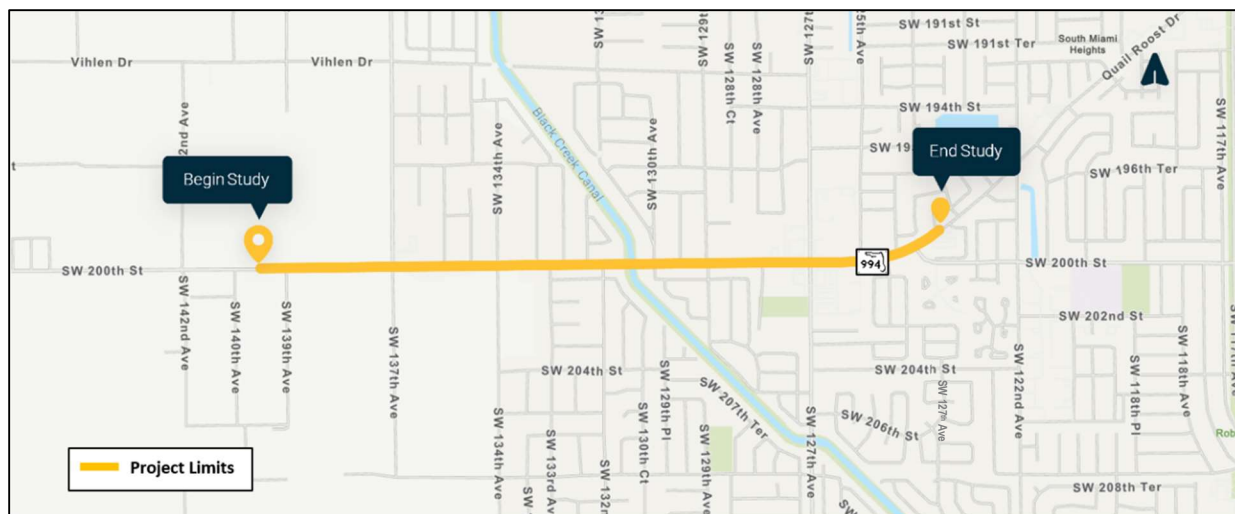 SW 191st St
SW 191st Ter
South Miami
Heights
Quail Roost Dr
Vihlen Dr
Vihlen Dr
SW 128th Ct
SW 128th Ave
SW 194th St
Black Creek Canal
SW 134th Ave
SW 130th Ave
SW 117th Ave
Begin Study
End Study
SW 196th Ter
SW 200th St
994
SW 200th St
SW 142nd Ave
SW 140th Ave
SW 139th Ave
SW 137th Ave
SW 202nd St
SW 204th St
SW 204th St
SW 129th Pl
SW 207th Ter
SW 127th Ave
SW 122nd Ave
SW 118th Pl
SW 118th Ave
SW 206th St
SW 134th Ave
SW 133rd Av
SW 132n
SW 130th Ct
SW 129th Ave
SW 127th Ave
SW 208th Ter
Project Limits